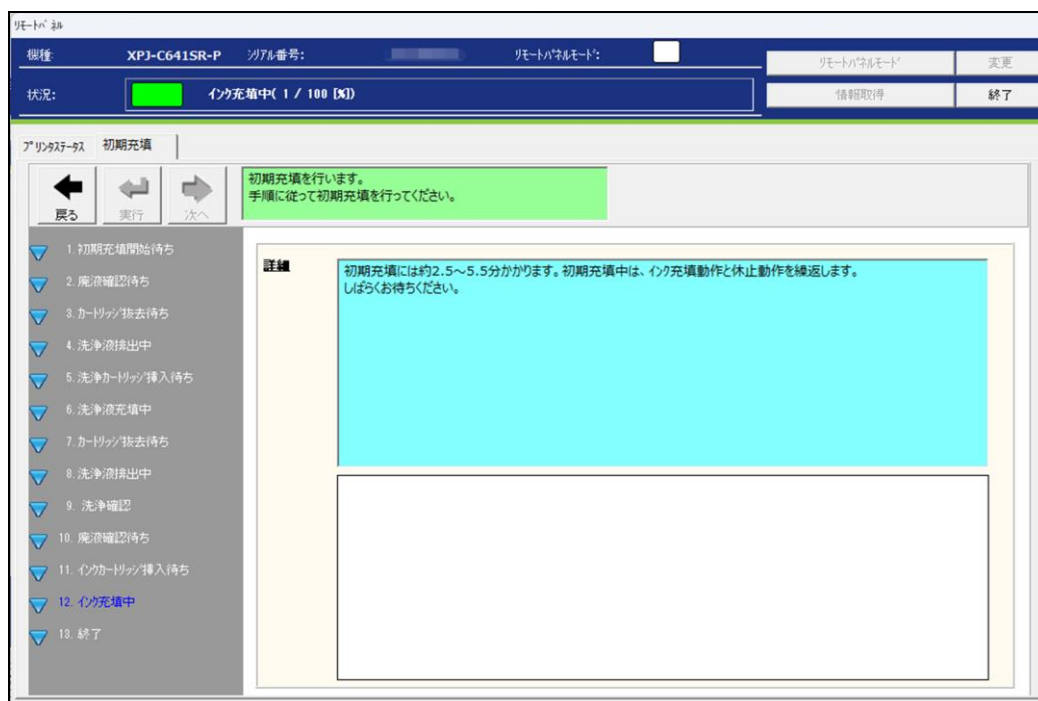 リモートパネル
機種: XPJ-C641SR-P シリアル番号: リモートパネルモード:
リモートパネルモード 変更
状況: インク充填中( 1 / 100 [%])
情報取得 終了
プリンタステータス 初期充填
戻る 実行 次へ
初期充填を行います。
手順に従って初期充填を行ってください。
1. 初期充填開始待ち
2. 廃液確認待ち
3. カートリッジ抜去待ち
4. 洗浄液排出中
5. 洗浄カートリッジ挿入待ち
6. 洗浄液充填中
7. カートリッジ抜去待ち
8. 洗浄液排出中
9. 洗浄確認
10. 廃液確認待ち
11. インクカートリッジ挿入待ち
12. インク充填中
13. 終了
詳細
初期充填には約2.5～5.5分かかります。初期充填中は、インク充填動作と休止動作を繰返します。
しばらくお待ちください。